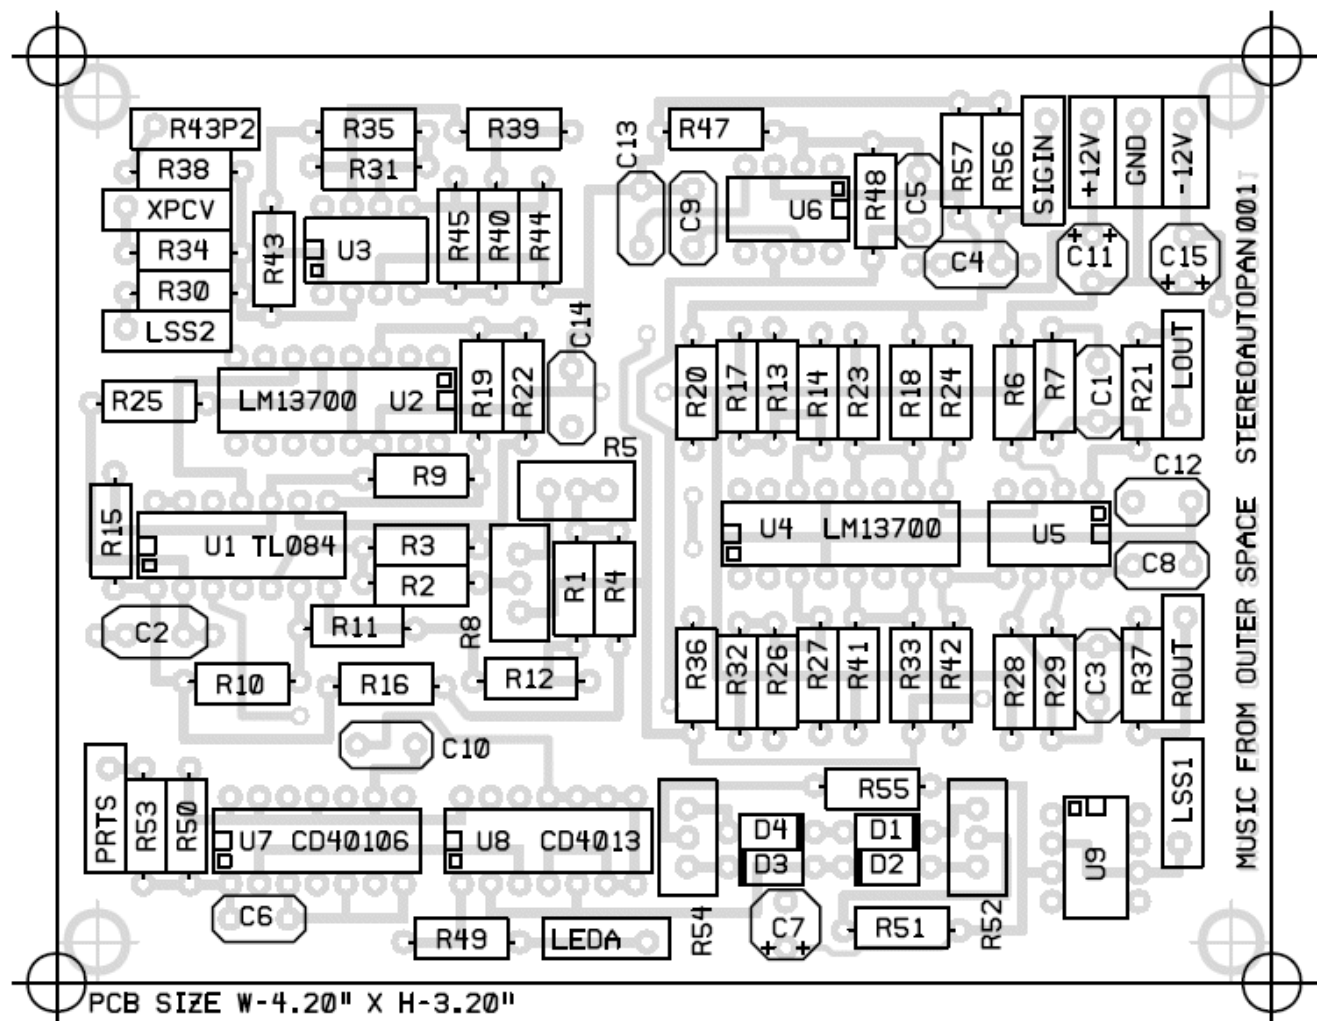 R43P2
R35
R39
R47
C13
R38
R31
XPCV
R34
R30
LSS2
R43
U3
R45
R40
R44
C9
U6
R48
C5
R57
R56
SIGIN
+12V
GND
-12V
C4
C11
C15
C14
R25
LM13700 U2
R19
R22
R20
R17
R13
R14
R23
R18
R24
R6
R7
C1
R21
LOUT
R9
R5
C12
R15
U1 TL084
R3
R2
R1
R4
U4 LM13700
U5
C8
C2
R11
R8
R10
R16
R12
R36
R32
R26
R27
R41
R33
R42
R28
R29
C3
R37
ROUT
C10
PRTS
R53
R50
U7 CD40106
U8 CD4013
R54
R55
D4
D1
D3
D2
R52
U9
LSS1
C6
R49
LEDA
C7
R51
MUSIC FROM OUTER SPACE STEREOAUTOPAN001
PCB SIZE W-4.20" X H-3.20"